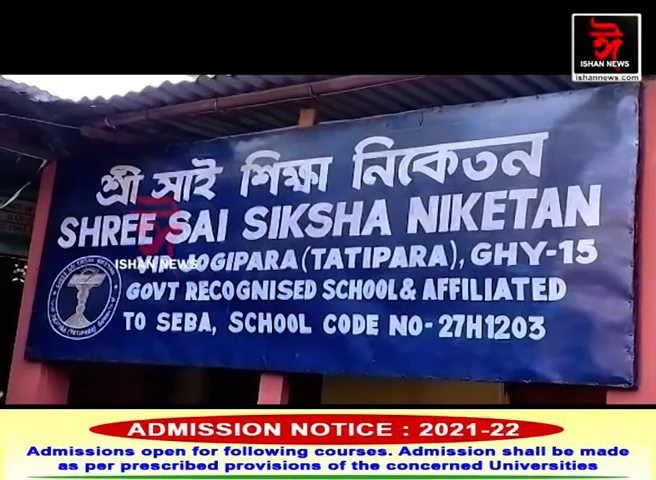 ISHAN NEWS
ishannews.com
শ্রী সাই শিক্ষা নিকেতন
SHREE SAI SIKSHA NIKETAN
JOGIPARA (TATIPARA), GHY-15
ISHAN NEWS
GOVT RECOGNISED SCHOOL & AFFILIATED
TO SEBA, SCHOOL CODE NO- 27H1203
ADMISSION NOTICE : 2021-22
Admissions open for following courses. Admission shall be made
as per prescribed provisions of the concerned Universities